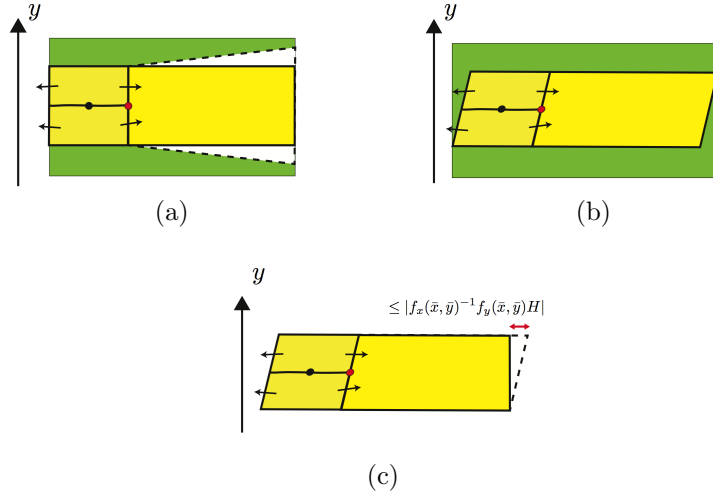 y
y
(a)
(b)
y
≤ |f_x(x̄, ȳ)^{-1} f_y(x̄, ȳ)H|
(c)